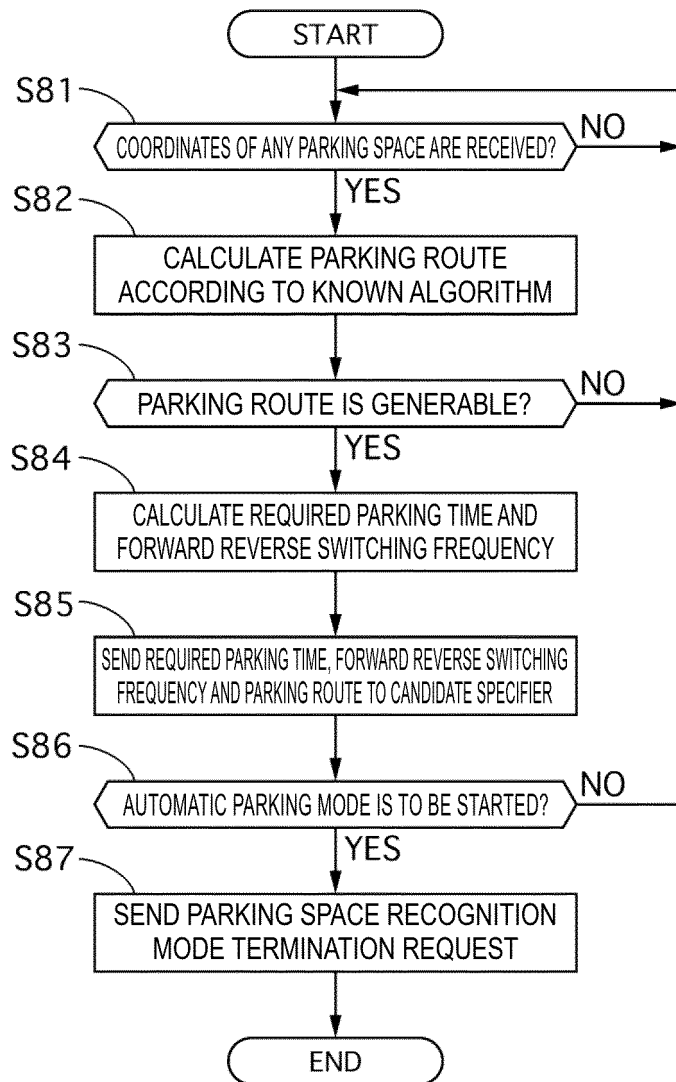 START
S81
COORDINATES OF ANY PARKING SPACE ARE RECEIVED?
NO
YES
S82
CALCULATE PARKING ROUTE
ACCORDING TO KNOWN ALGORITHM
S83
PARKING ROUTE IS GENERABLE?
NO
YES
S84
CALCULATE REQUIRED PARKING TIME AND
FORWARD REVERSE SWITCHING FREQUENCY
S85
SEND REQUIRED PARKING TIME, FORWARD REVERSE SWITCHING
FREQUENCY AND PARKING ROUTE TO CANDIDATE SPECIFIER
S86
AUTOMATIC PARKING MODE IS TO BE STARTED?
NO
YES
S87
SEND PARKING SPACE RECOGNITION
MODE TERMINATION REQUEST
END